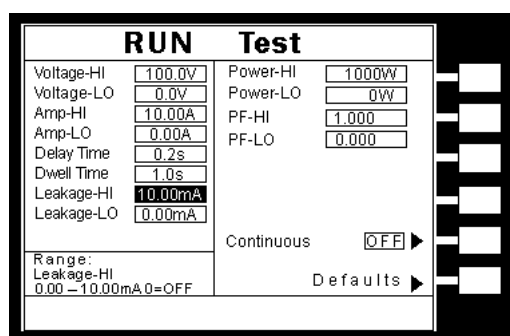 RUN Test
Voltage-HI 100.0V
Voltage-LO 0.0V
Amp-HI 10.00A
Amp-LO 0.00A
Delay Time 0.2s
Dwell Time 1.0s
Leakage-HI 10.00mA
Leakage-LO 0.00mA
Power-HI 1000W
Power-LO 0W
PF-HI 1.000
PF-LO 0.000
Continuous OFF
Range:
Leakage-HI
0.00 – 10.00mA0=OFF
Defaults